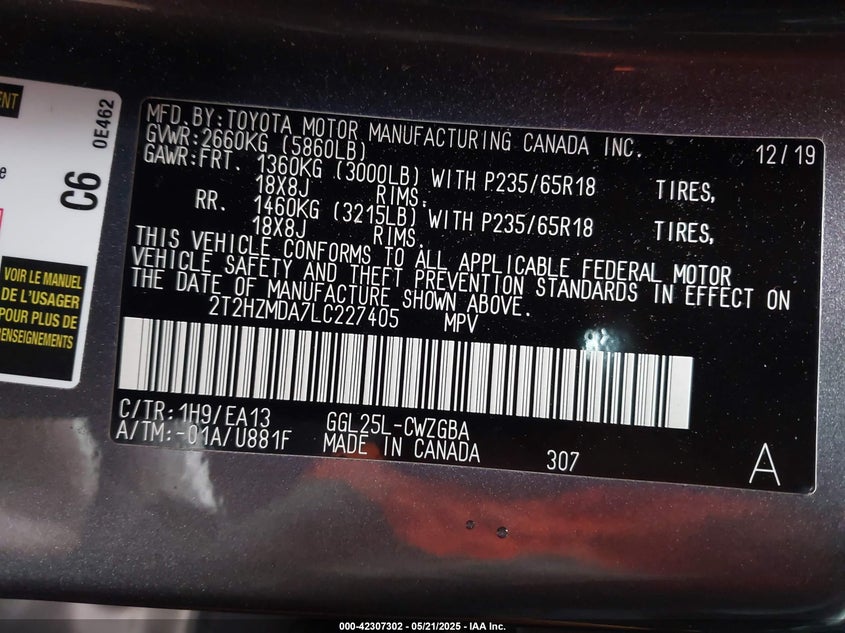 ENT
0E462
C6
VOIR LE MANUEL
DE L'USAGER
POUR PLUS DE
RENSEIGNEMENTS
MFD.BY:TOYOTA MOTOR MANUFACTURING CANADA INC. 12/19
GVWR:2660KG (5860LB)
GAWR:FRT. 1360KG (3000LB) WITH P235/65R18 TIRES,
18X8J RIMS.
RR. 1460KG (3215LB) WITH P235/65R18 TIRES,
18X8J RIMS.
THIS VEHICLE CONFORMS TO ALL APPLICABLE FEDERAL MOTOR
VEHICLE SAFETY AND THEFT PREVENTION STANDARDS IN EFFECT ON
THE DATE OF MANUFACTURE SHOWN ABOVE.
2T2HZMDA7LC227405 MPV
C/TR:1H9/EA13 GGL25L-CWZGBA
A/TM:-01A/U881F MADE IN CANADA 307
A
000-42307302 - 05/21/2025 - IAA Inc.